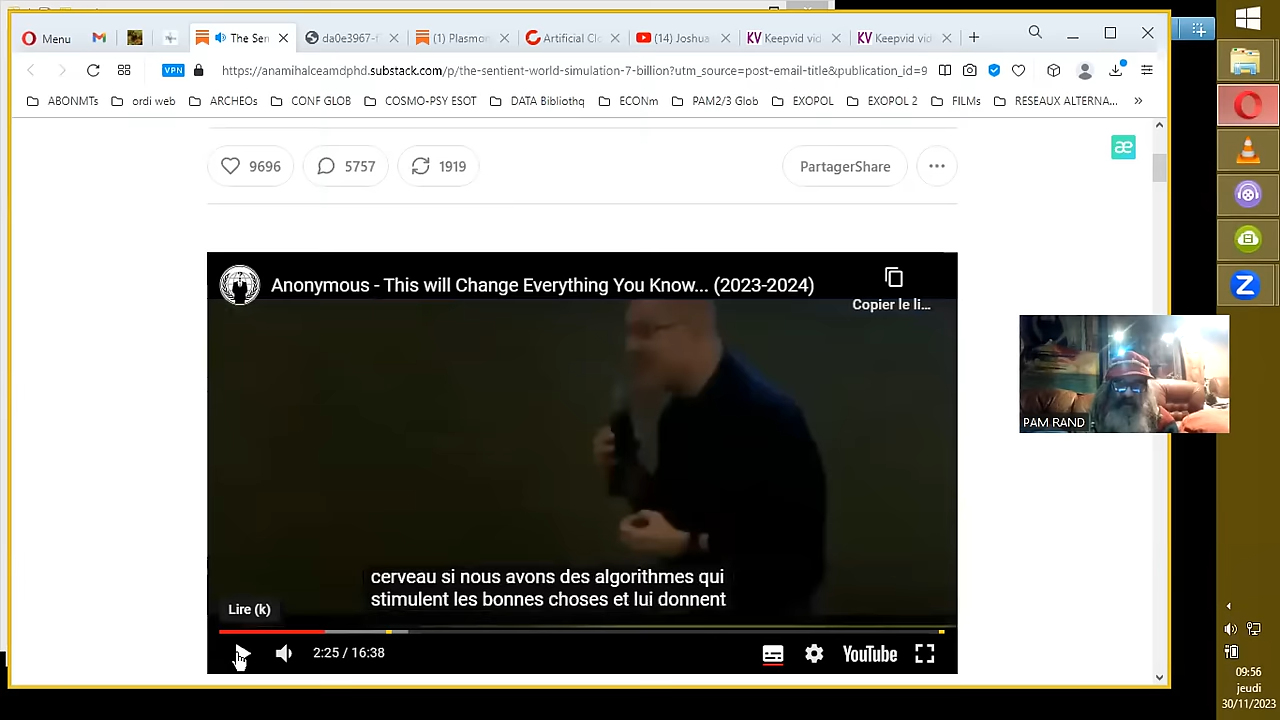 Menu
The Sen
da0e3967-f
(1) Plasmo
Artificial Clo
(14) Joshua
KV Keepvid vid
KV Keepvid vid
VPN
https://anamihalceamdphd.substack.com/p/the-sentient-world-simulation-7-billion?utm_source=post-email-title&publication_id=9
ABONMTs
ordi web
ARCHEOs
CONF GLOB
COSMO-PSY ESOT
DATA Bibliothq
ECONm
PAM2/3 Glob
EXOPOL
EXOPOL 2
FILMs
RESEAUX ALTERNA...
»
9696
5757
1919
PartagerShare
æ
Anonymous - This will Change Everything You Know... (2023-2024)
Copier le li...
cerveau si nous avons des algorithmes qui
stimulent les bonnes choses et lui donnent
Lire (k)
2:25 / 16:38
YouTube
PAM RAND
09:56
jeudi
30/11/2023